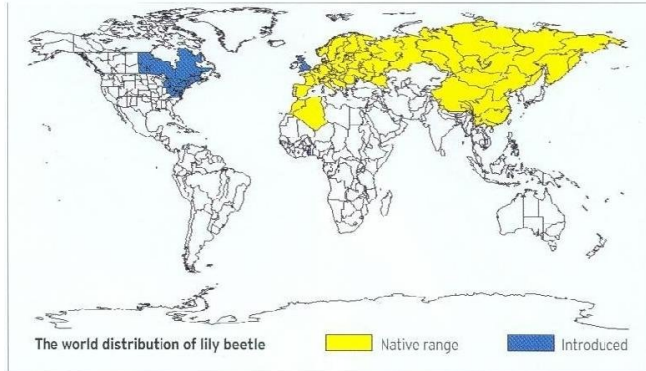 The world distribution of lily beetle
Native range
Introduced